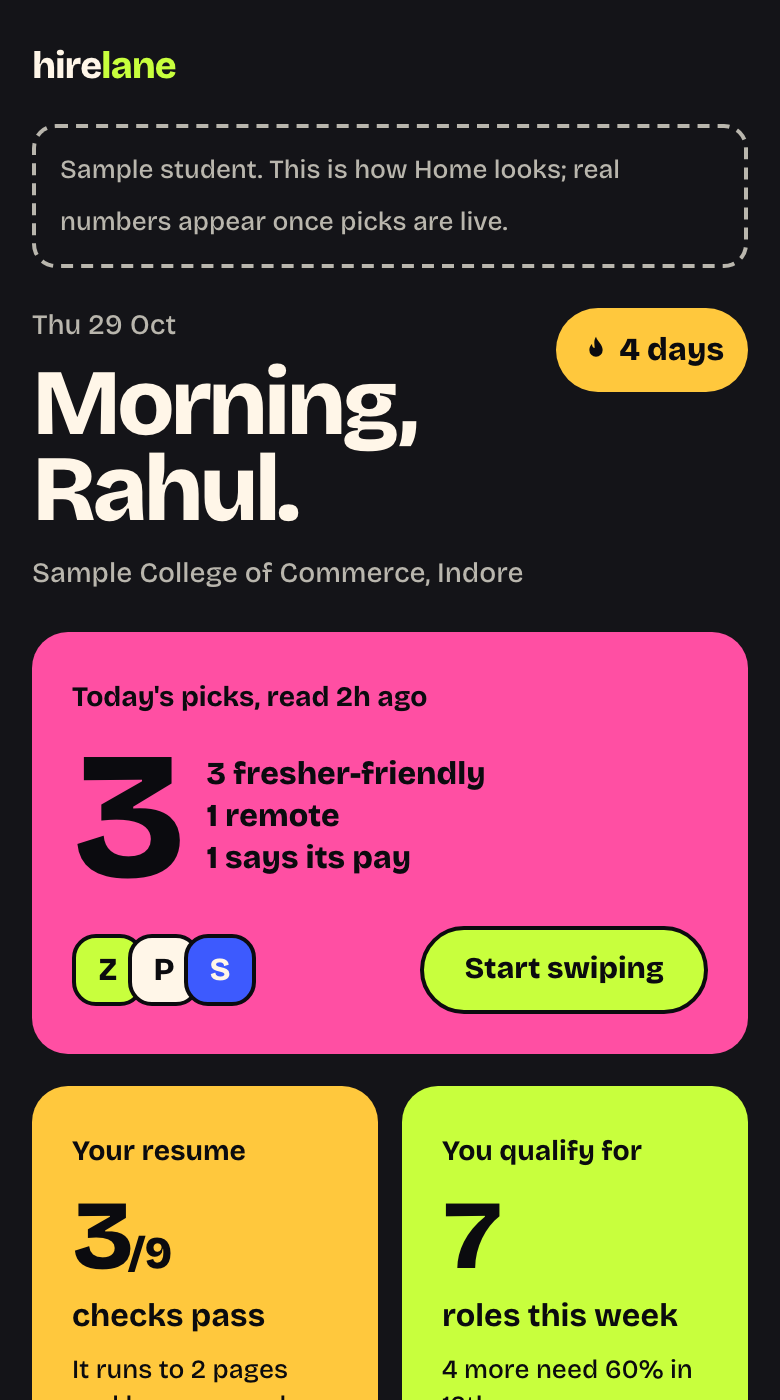 hirelane
Sample student. This is how Home looks; real
numbers appear once picks are live.
Thu 29 Oct
4 days
Morning,
Rahul.
Sample College of Commerce, Indore
Today's picks, read 2h ago
3
3 fresher-friendly
1 remote
1 says its pay
Z P S
Start swiping
Your resume
3/9
checks pass
It runs to 2 pages
You qualify for
7
roles this week
4 more need 60% in